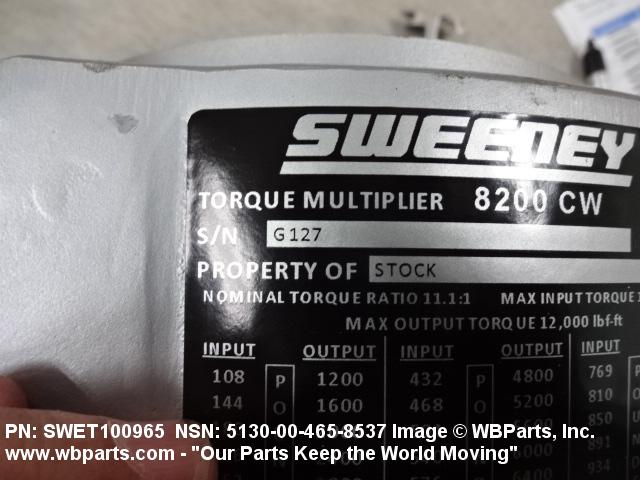 SWEENEY
TORQUE MULTIPLIER 8200 CW
S/N G127
PROPERTY OF STOCK
NOMINAL TORQUE RATIO 11.1:1 MAX INPUT TORQUE
MAX OUTPUT TORQUE 12,000 lbf-ft
INPUT OUTPUT INPUT OUTPUT INPUT
108 P 1200 432 P 4800 769
144 O 1600 468 O 5200 810
850
891
934
PN: SWET100965 NSN: 5130-00-465-8537 Image © WBParts, Inc.
www.wbparts.com - "Our Parts Keep the World Moving"